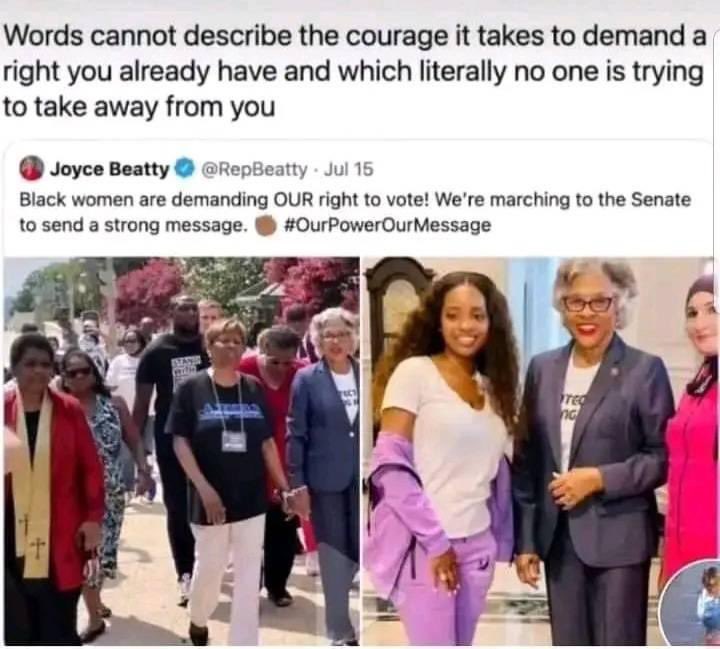 Words cannot describe the courage it takes to demand a
right you already have and which literally no one is trying
to take away from you
Joyce Beatty @RepBeatty · Jul 15
Black women are demanding OUR right to vote! We're marching to the Senate
to send a strong message. ✊🏾 #OurPowerOurMessage
STAND
WITH